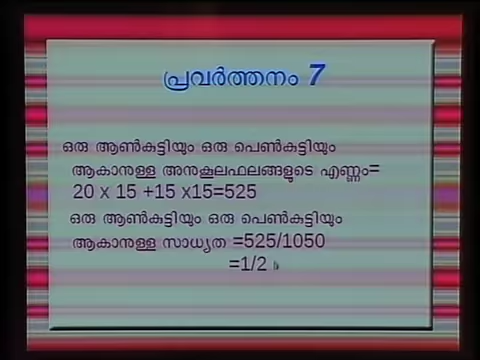 പ്രവർത്തനം 7
ഒരു ആൺകുട്ടിയും ഒരു പെൺകുട്ടിയും
ആകാനുള്ള അനുകൂലഫലങ്ങളുടെ എണ്ണം=
20 x 15 +15 x15=525
ഒരു ആൺകുട്ടിയും ഒരു പെൺകുട്ടിയും
ആകാനുള്ള സാധ്യത =525/1050
=1/2